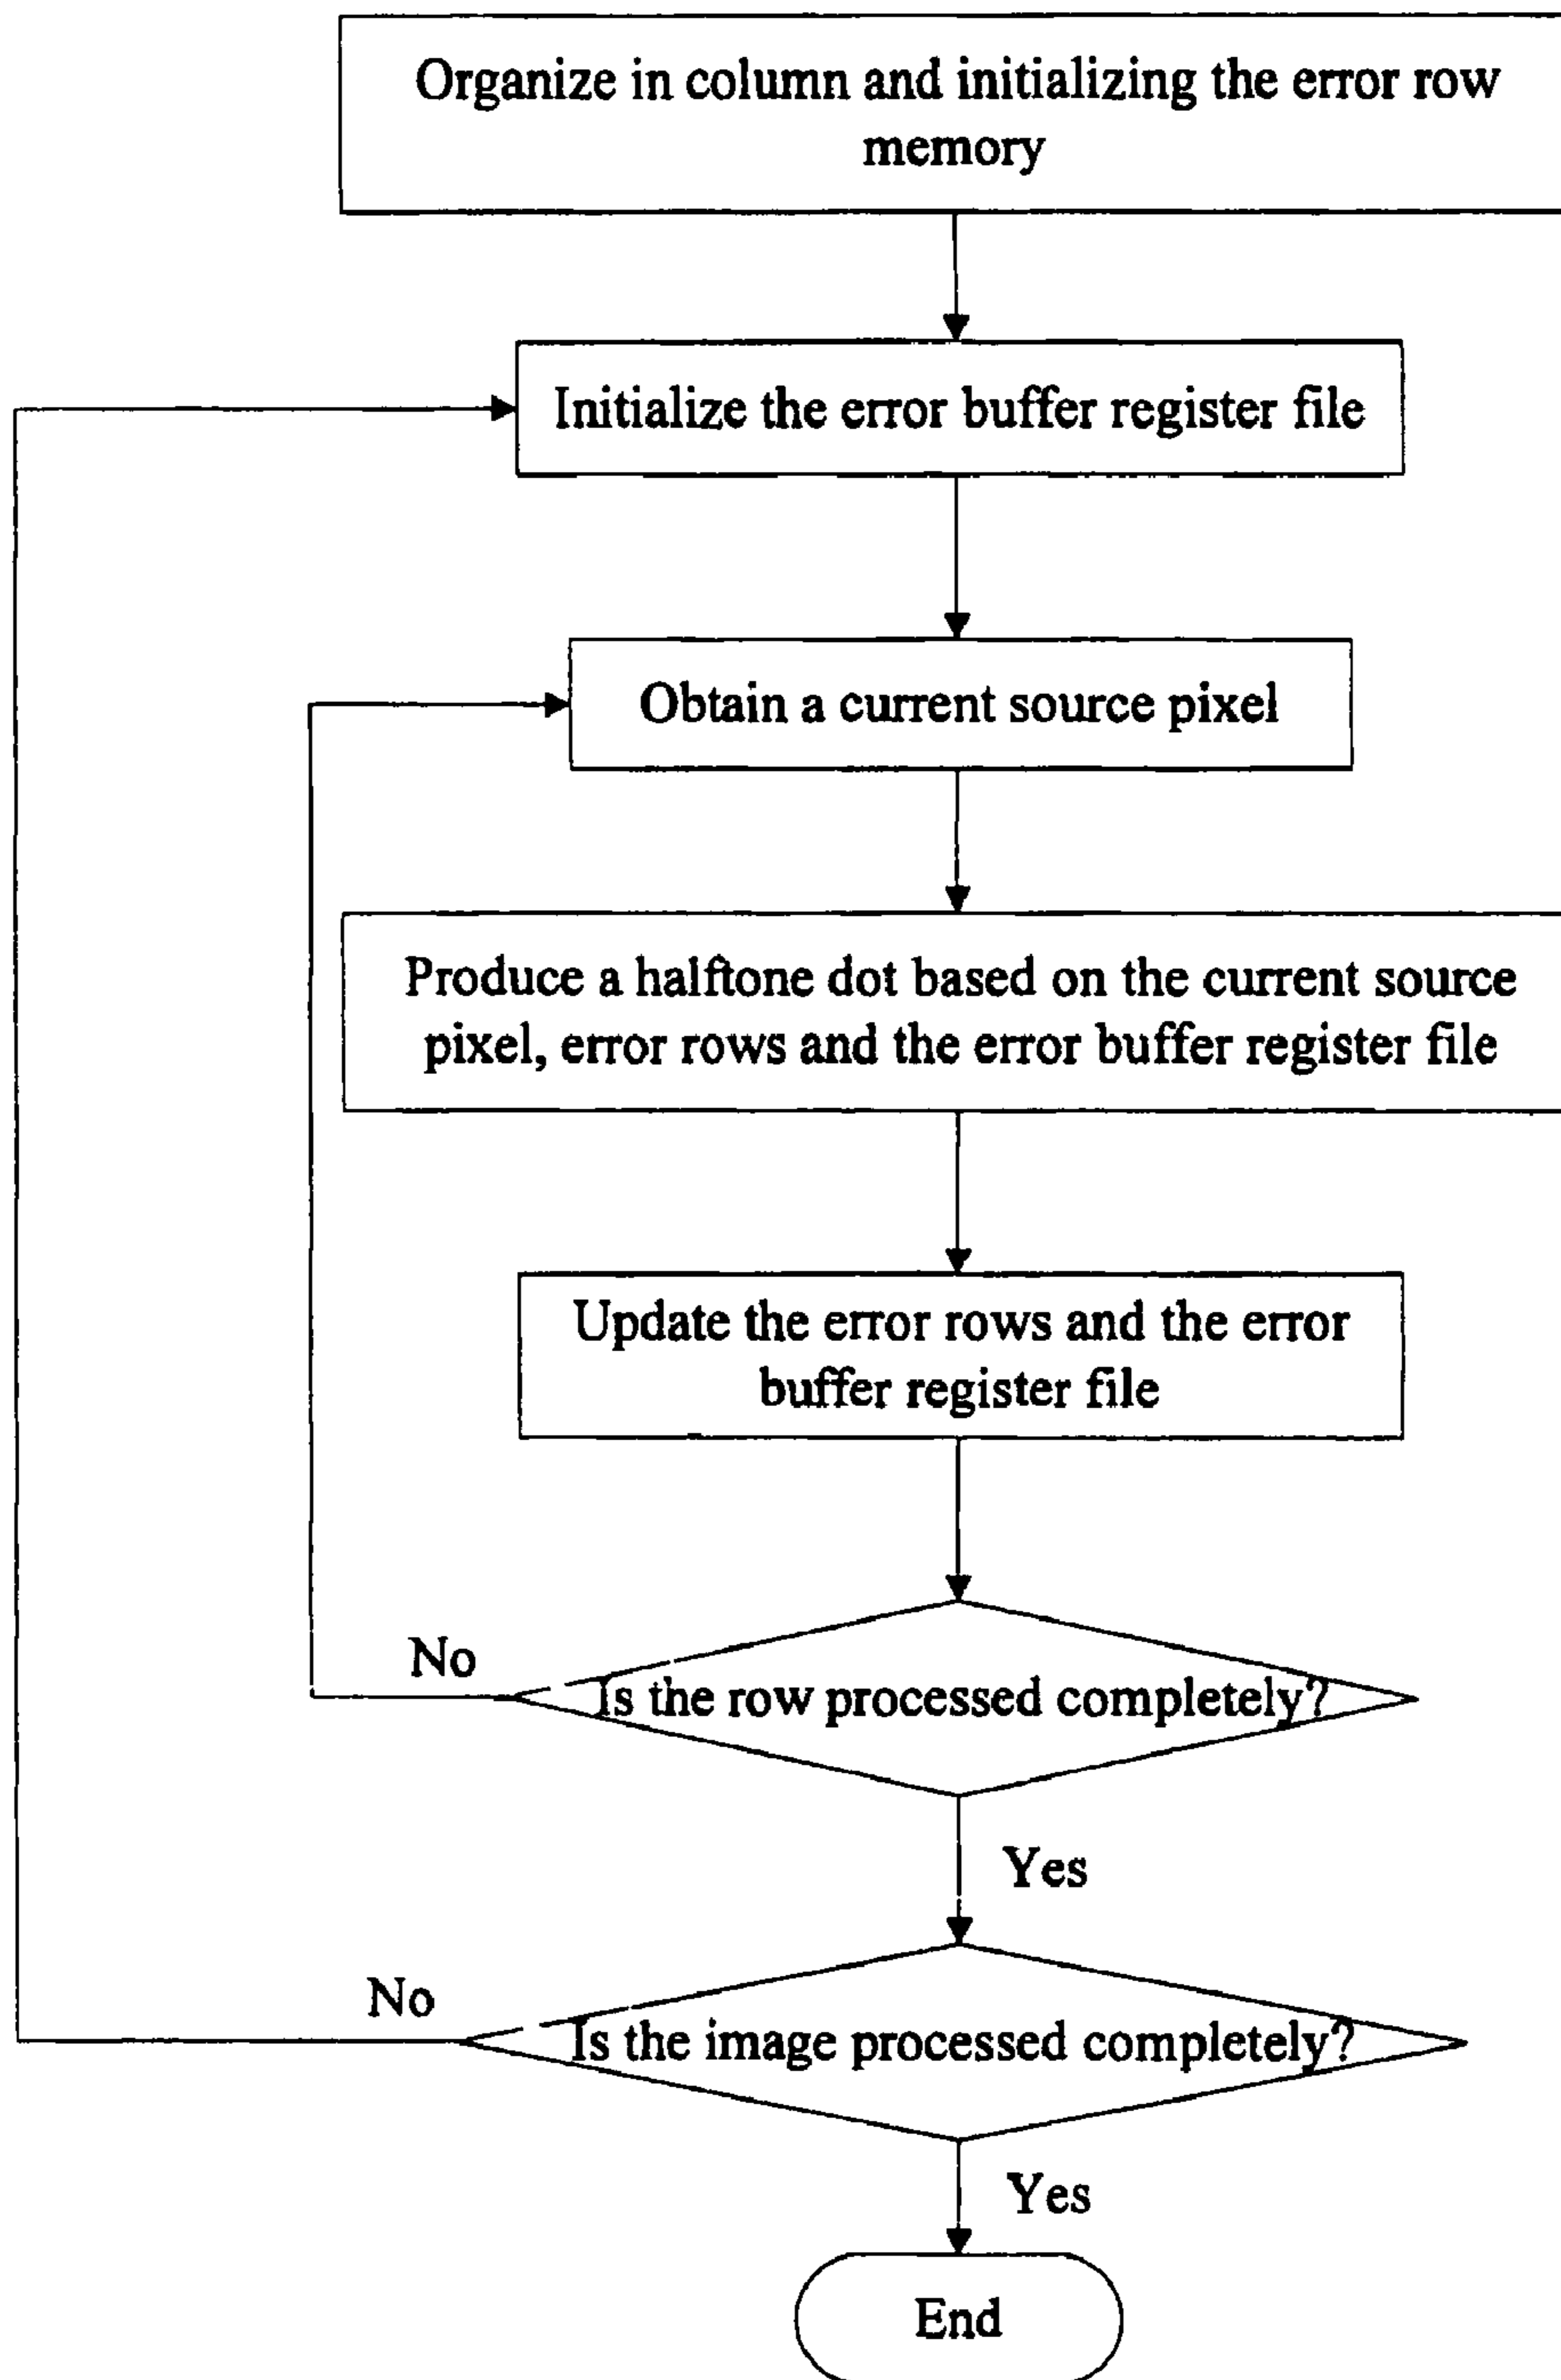 Organize in column and initializing the error row
memory
Initialize the error buffer register file
Obtain a current source pixel
Produce a halftone dot based on the current source
pixel, error rows and the error buffer register file
Update the error rows and the error
buffer register file
No
Is the row processed completely?
Yes
No
Is the image processed completely?
Yes
End